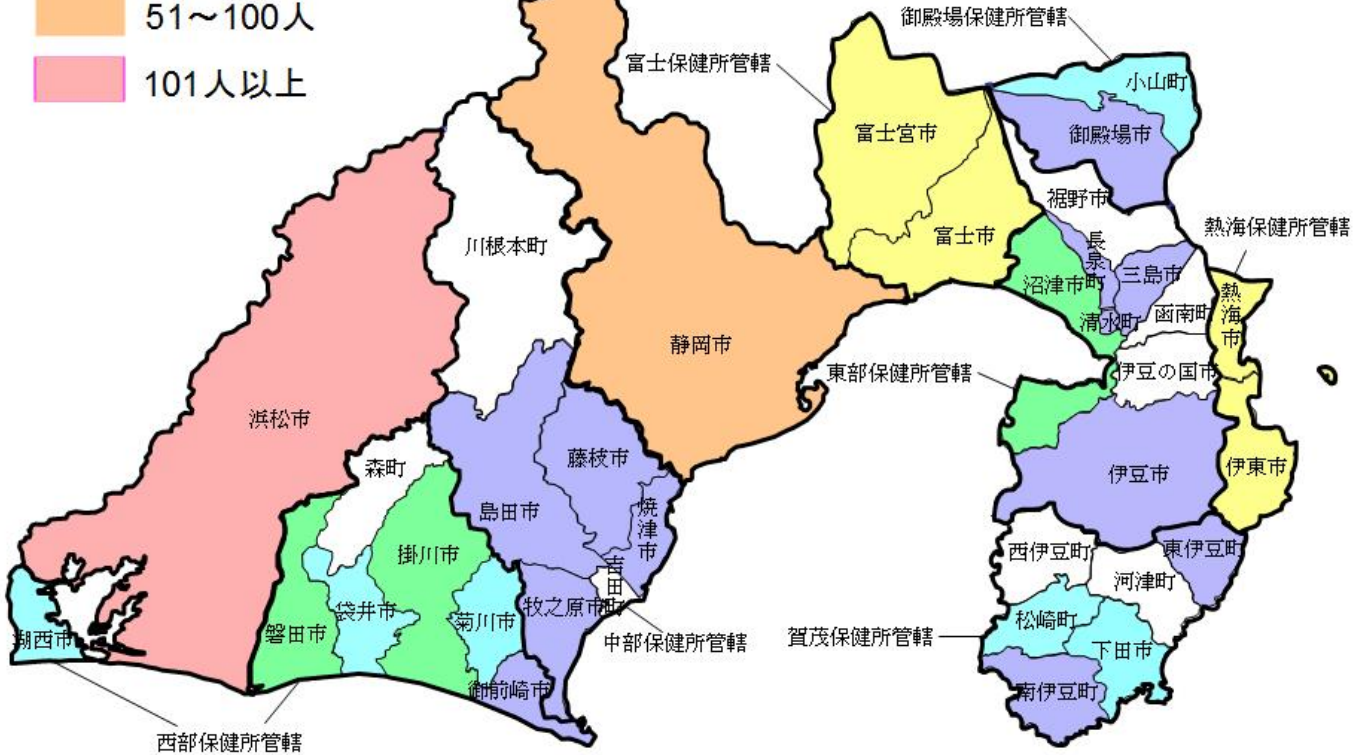 51～100人
101人以上
御殿場保健所管轄
富士保健所管轄
小山町
富士宮市
御殿場市
裾野市
熱海保健所管轄
富士市
長泉町
川根本町
三島市
沼津市
熱海市
清水町
函南町
静岡市
東部保健所管轄
伊豆の国市
浜松市
藤枝市
森町
伊豆市
伊東市
島田市
焼津市
掛川市
西伊豆町
東伊豆町
吉田町
河津町
湖西市
磐田市
袋井市
菊川市
牧之原市
松崎町
中部保健所管轄
賀茂保健所管轄
下田市
御前崎市
南伊豆町
西部保健所管轄